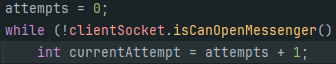 attempts = 0;
while (!clientSocket.isCanOpenMessenger()
int currentAttempt = attempts + 1;